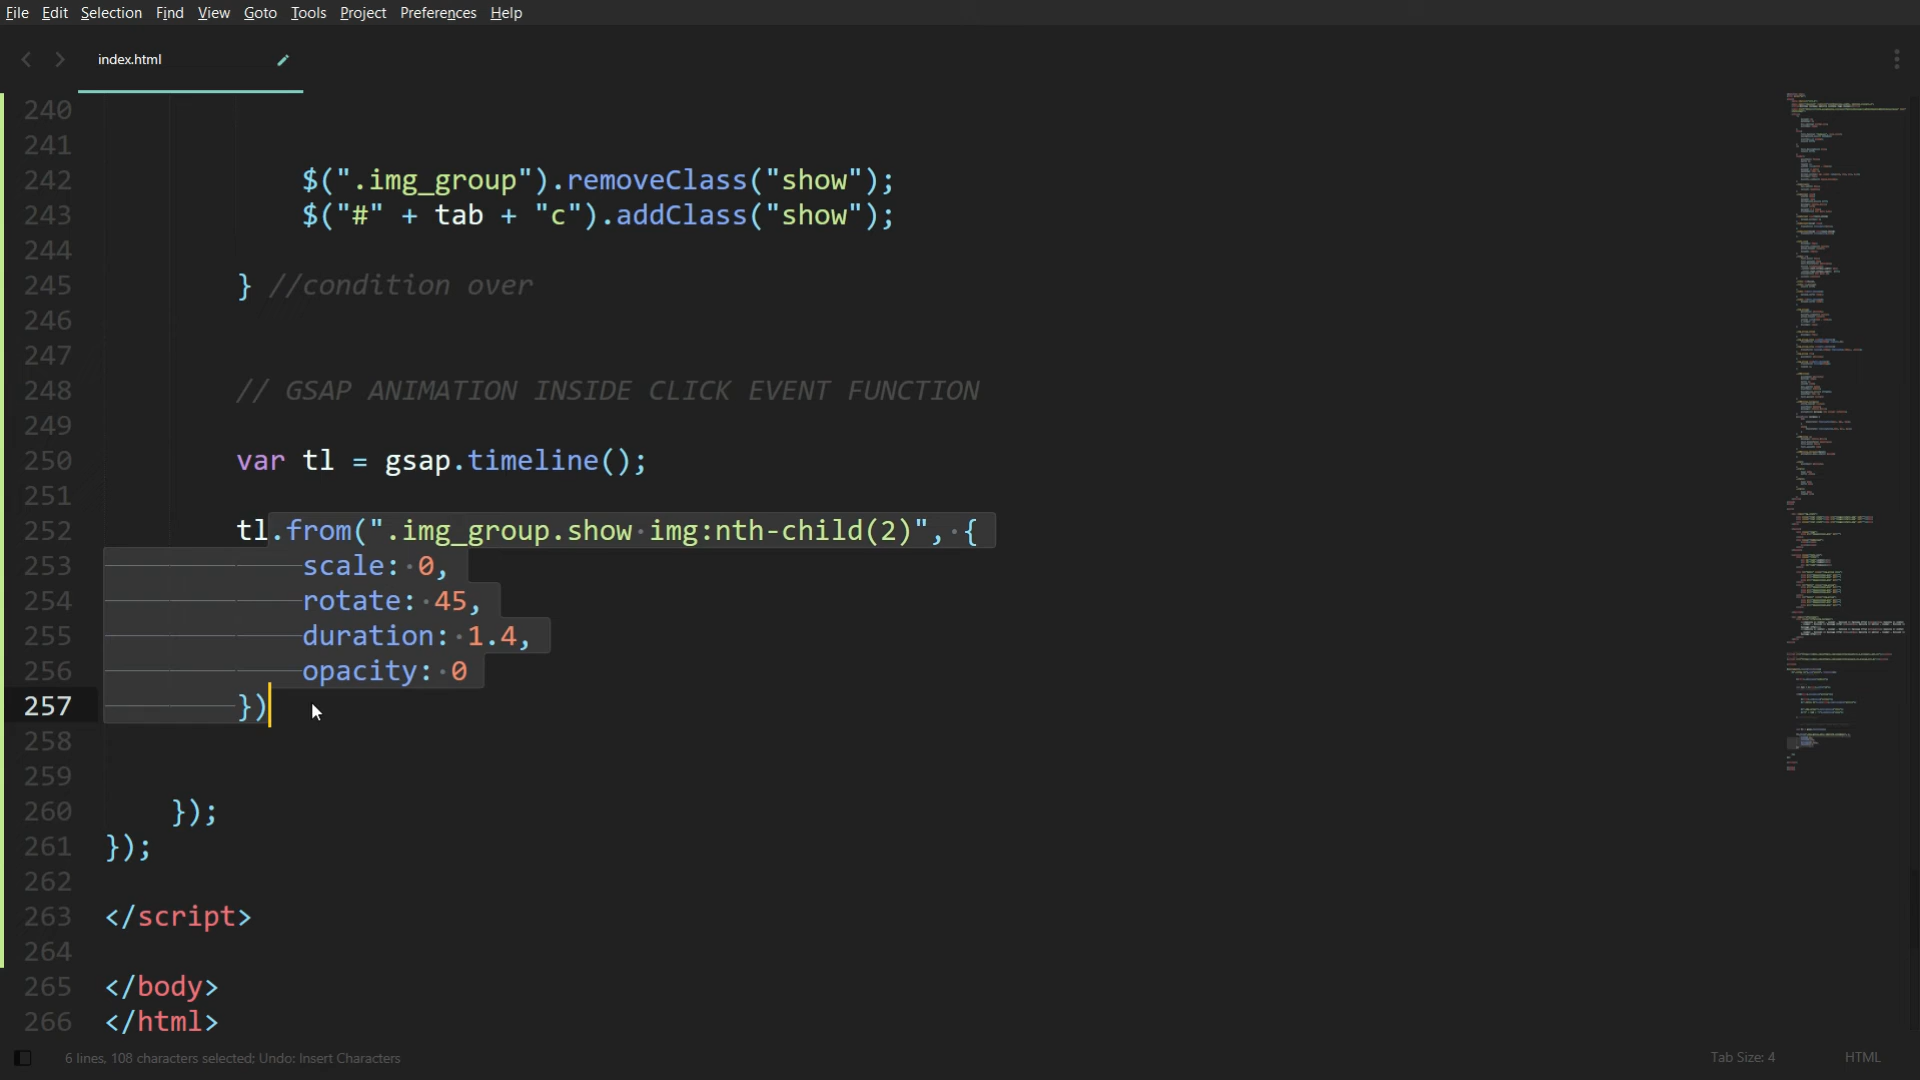 File Edit Selection Find View Goto Tools Project Preferences Help
index.html
240
241
242 $(".img_group").removeClass("show");
243 $("#" + tab + "c").addClass("show");
244
245 } //condition over
246
247
248 // GSAP ANIMATION INSIDE CLICK EVENT FUNCTION
249
250 var tl = gsap.timeline();
251
252 tl.from(".img_group.show img:nth-child(2)", {
253 scale: 0,
254 rotate: 45,
255 duration: 1.4,
256 opacity: 0
257 })
258
259
260 });
261 });
262
263 </script>
264
265 </body>
266 </html>
6 lines, 108 characters selected; Undo: Insert Characters Tab Size: 4 HTML